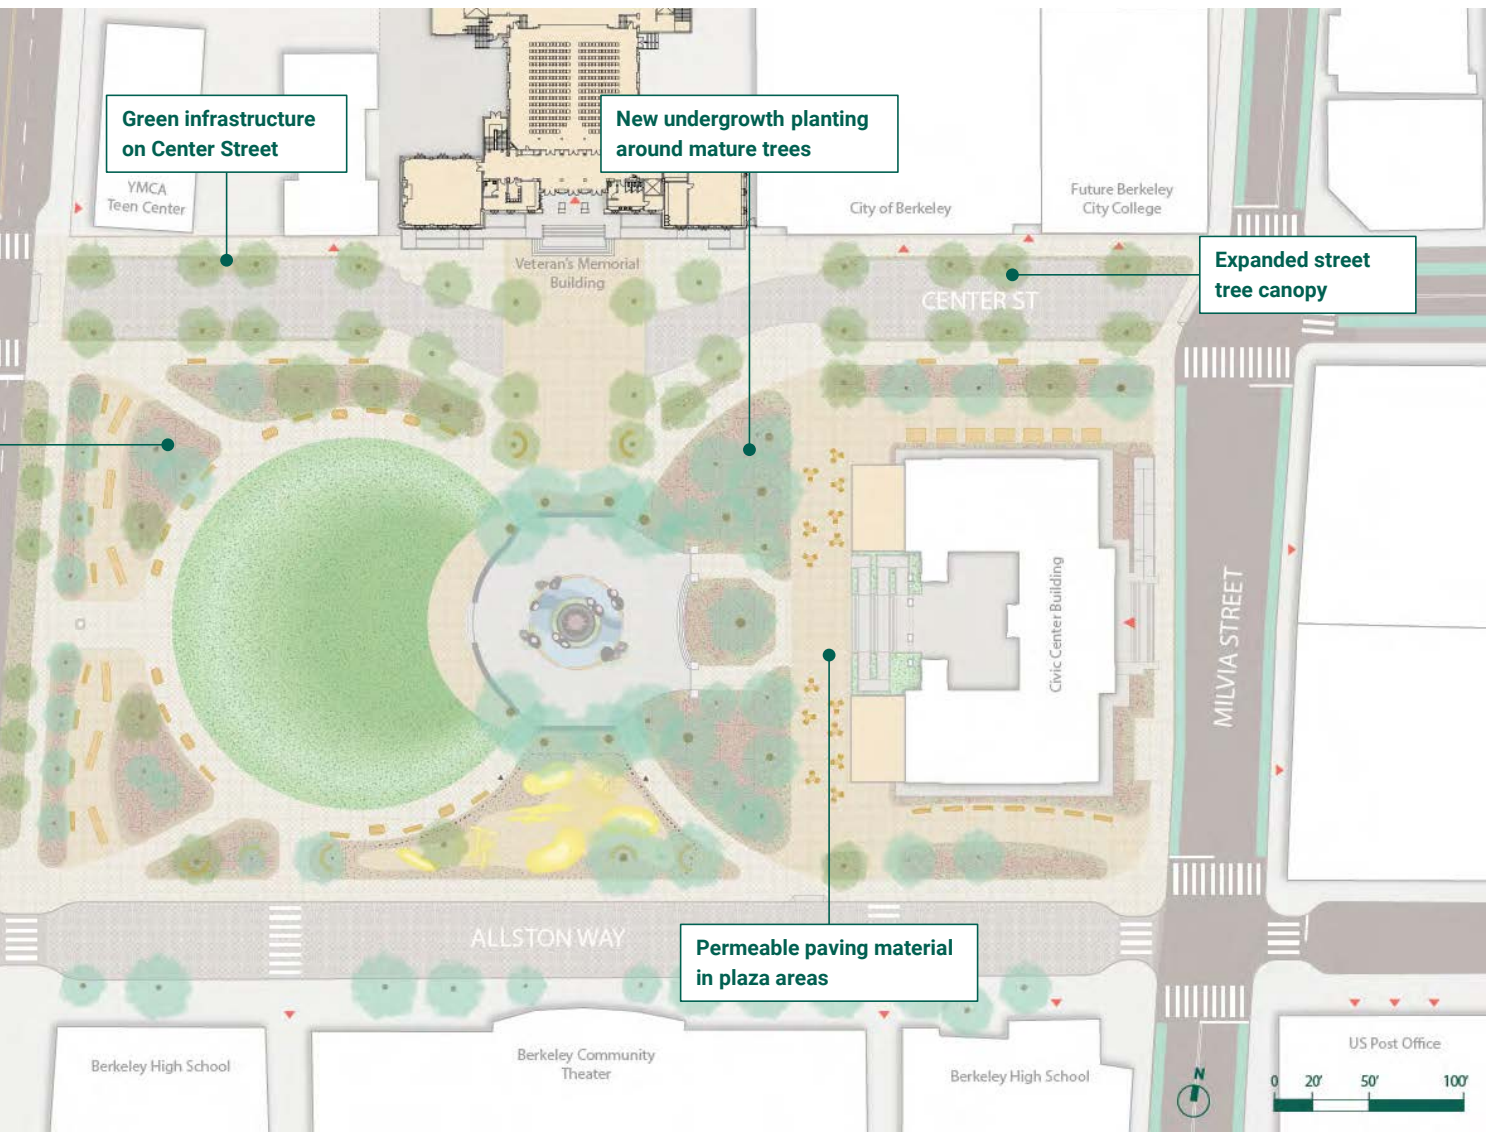 Green infrastructure
on Center Street
New undergrowth planting
around mature trees
YMCA
Teen Center
City of Berkeley
Future Berkeley
City College
Expanded street
tree canopy
Veteran's Memorial
Building
CENTER ST
Civic Center Building
MILVIA STREET
ALLSTON WAY
Permeable paving material
in plaza areas
Berkeley High School
Berkeley Community
Theater
Berkeley High School
US Post Office
N
0 20' 50' 100'